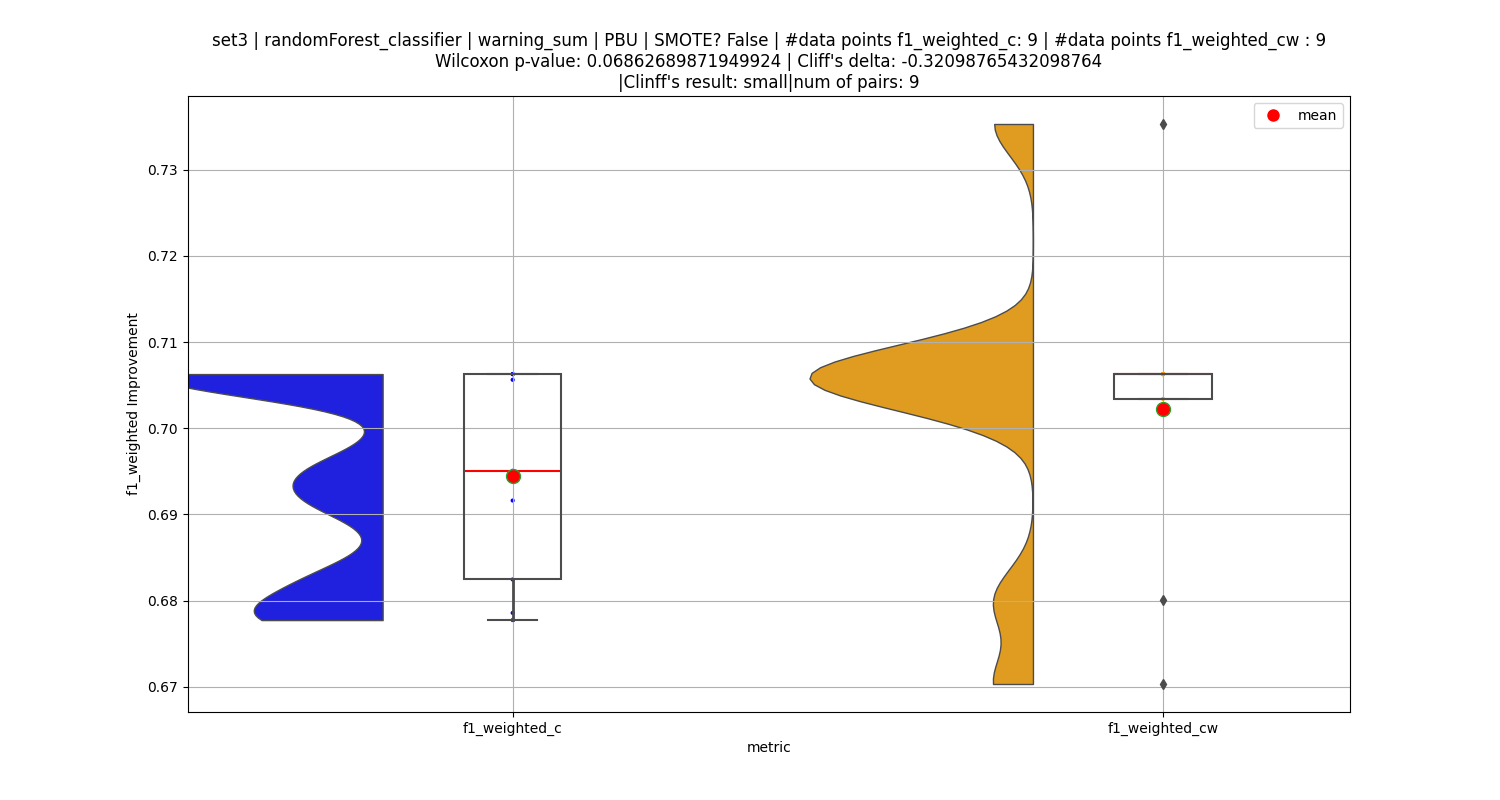 set3 | randomForest_classifier | warning_sum | PBU | SMOTE? False | #data points f1_weighted_c: 9 | #data points f1_weighted_cw : 9
Wilcoxon p-value: 0.06862689871949924 | Cliff's delta: -0.32098765432098764
|Clinff's result: small|num of pairs: 9
mean
0.73
0.72
0.71
0.70
0.69
0.68
0.67
f1_weighted Improvement
f1_weighted_c
f1_weighted_cw
metric